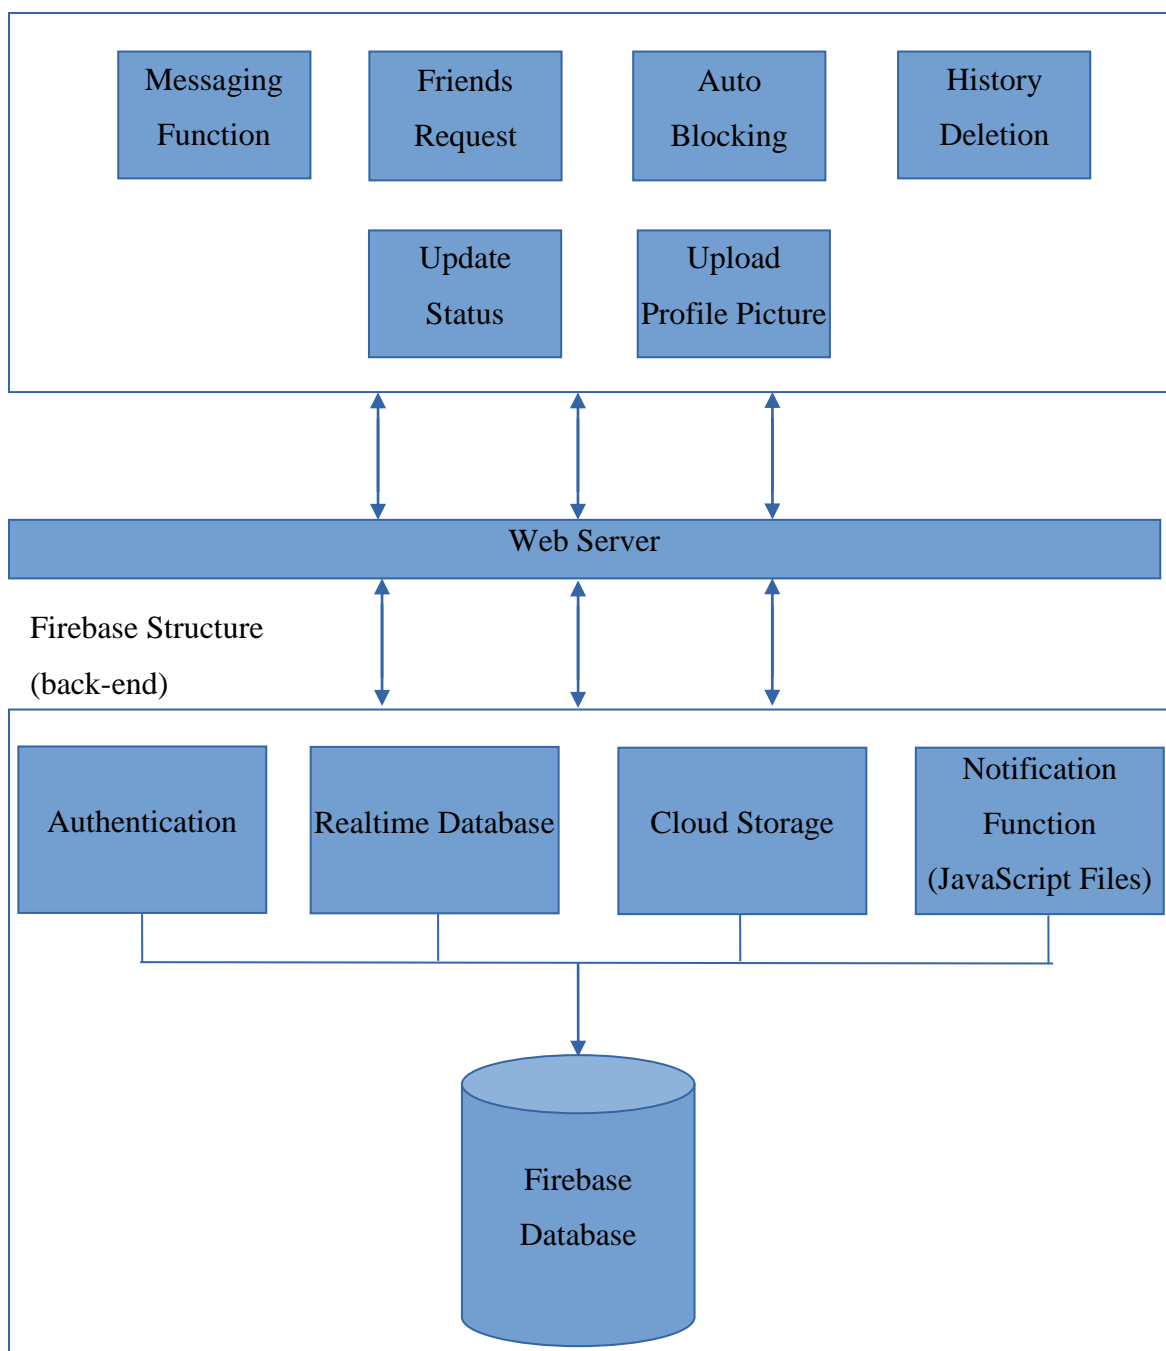 Messaging
Function
Friends
Request
Auto
Blocking
History
Deletion
Update
Status
Upload
Profile Picture
Web Server
Firebase Structure
(back-end)
Authentication
Realtime Database
Cloud Storage
Notification
Function
(JavaScript Files)
Firebase
Database